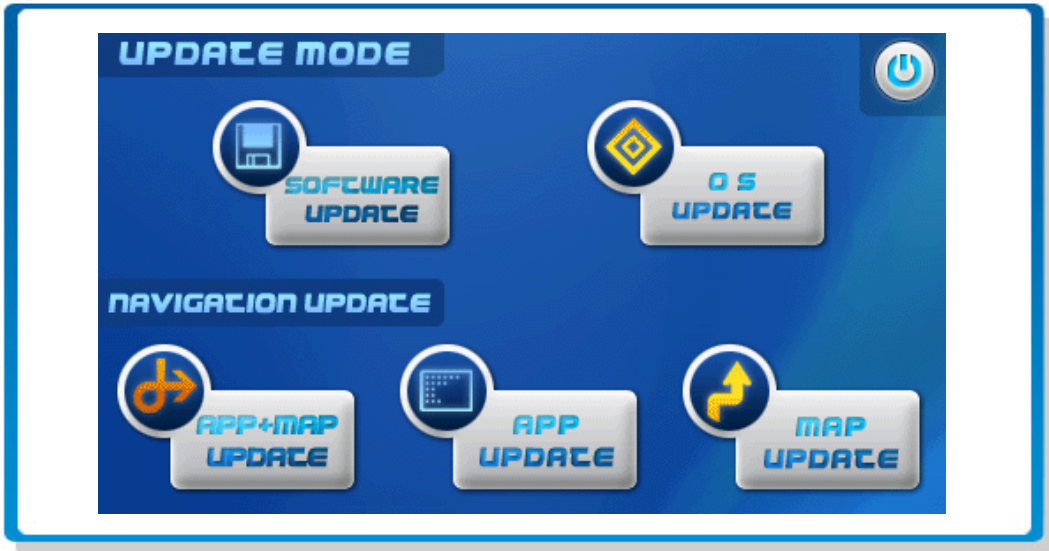 UPDATE MODE
SOFTWARE
UPDATE
O S
UPDATE
NAVIGATION UPDATE
APP+MAP
UPDATE
APP
UPDATE
MAP
UPDATE